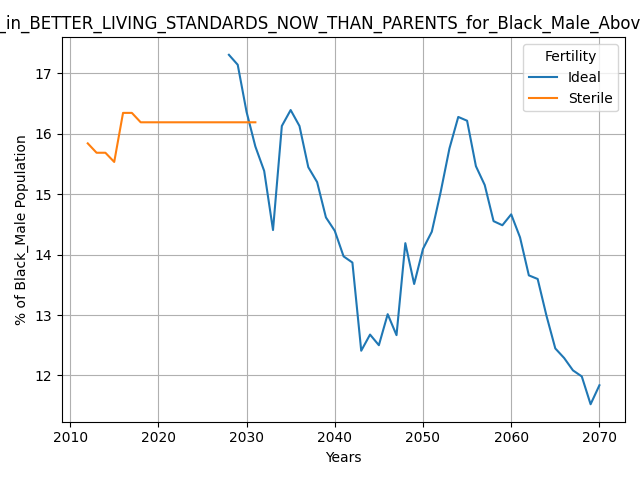 _in_BETTER_LIVING_STANDARDS_NOW_THAN_PARENTS_for_Black_Male_Abov
Fertility
Ideal
Sterile
% of Black_Male Population
17
16
15
14
13
12
2010
2020
2030
2040
2050
2060
2070
Years